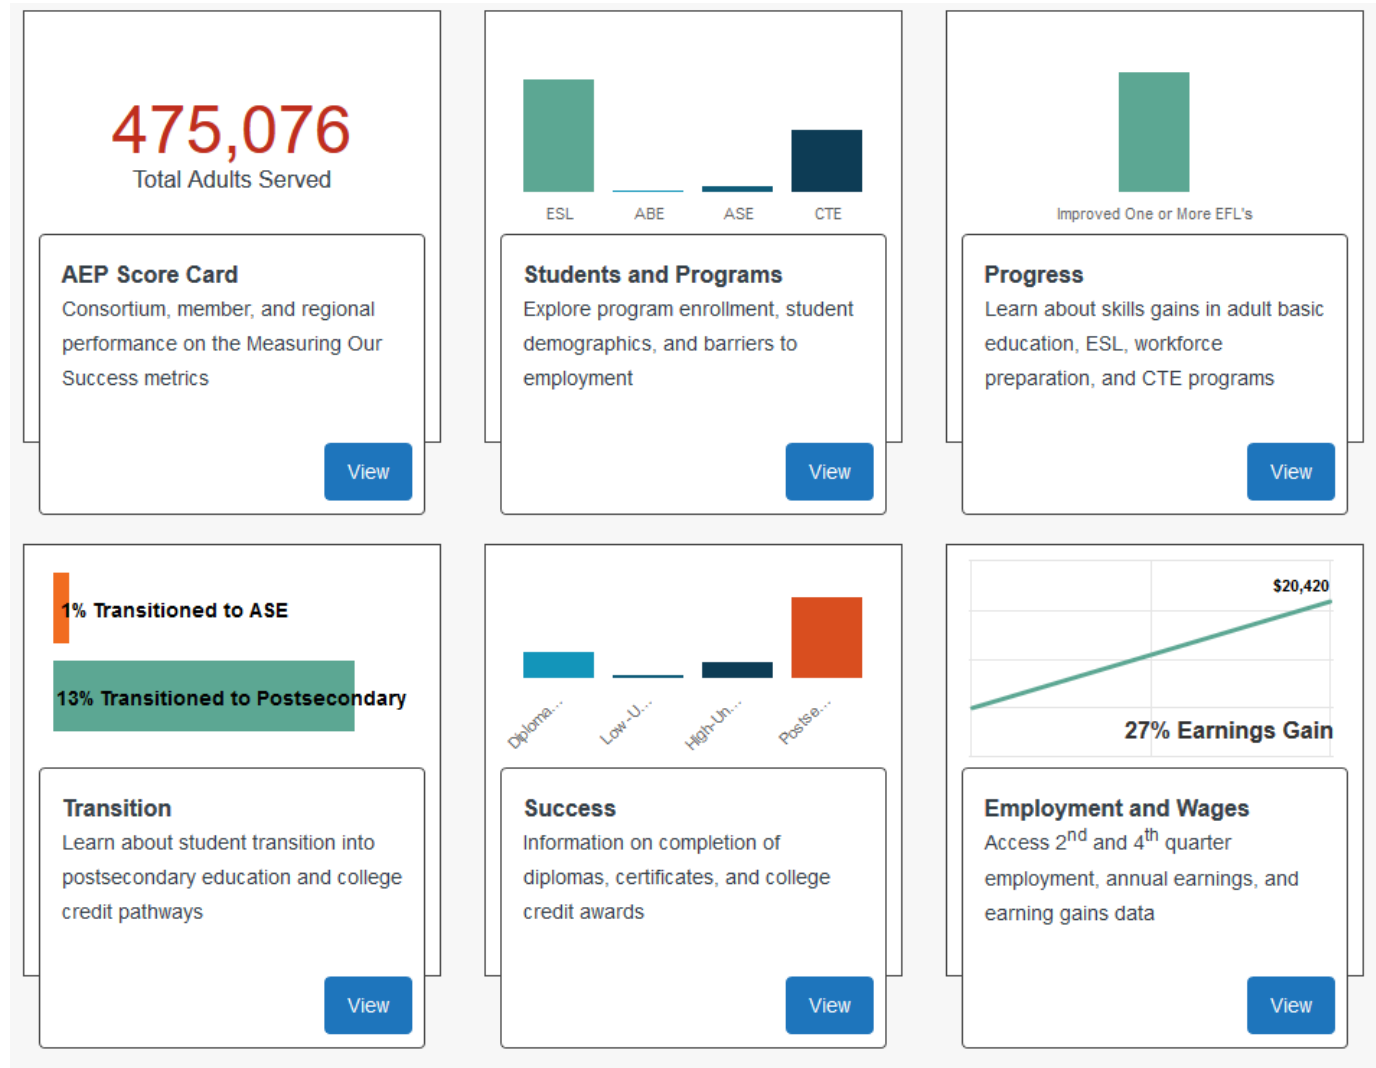 475,076
Total Adults Served
AEP Score Card
Consortium, member, and regional
performance on the Measuring Our
Success metrics
View
ESL ABE ASE CTE
Students and Programs
Explore program enrollment, student
demographics, and barriers to
employment
View
Improved One or More EFL's
Progress
Learn about skills gains in adult basic
education, ESL, workforce
preparation, and CTE programs
View
1% Transitioned to ASE
13% Transitioned to Postsecondary
Transition
Learn about student transition into
postsecondary education and college
credit pathways
View
Diploma... Low-U... High-Un... Postse...
Success
Information on completion of
diplomas, certificates, and college
credit awards
View
$20,420
27% Earnings Gain
Employment and Wages
Access 2nd and 4th quarter
employment, annual earnings, and
earning gains data
View